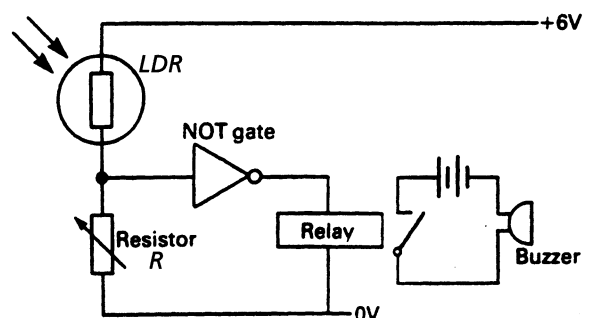 +6V
LDR
NOT gate
Resistor
R
Relay
Buzzer
0V